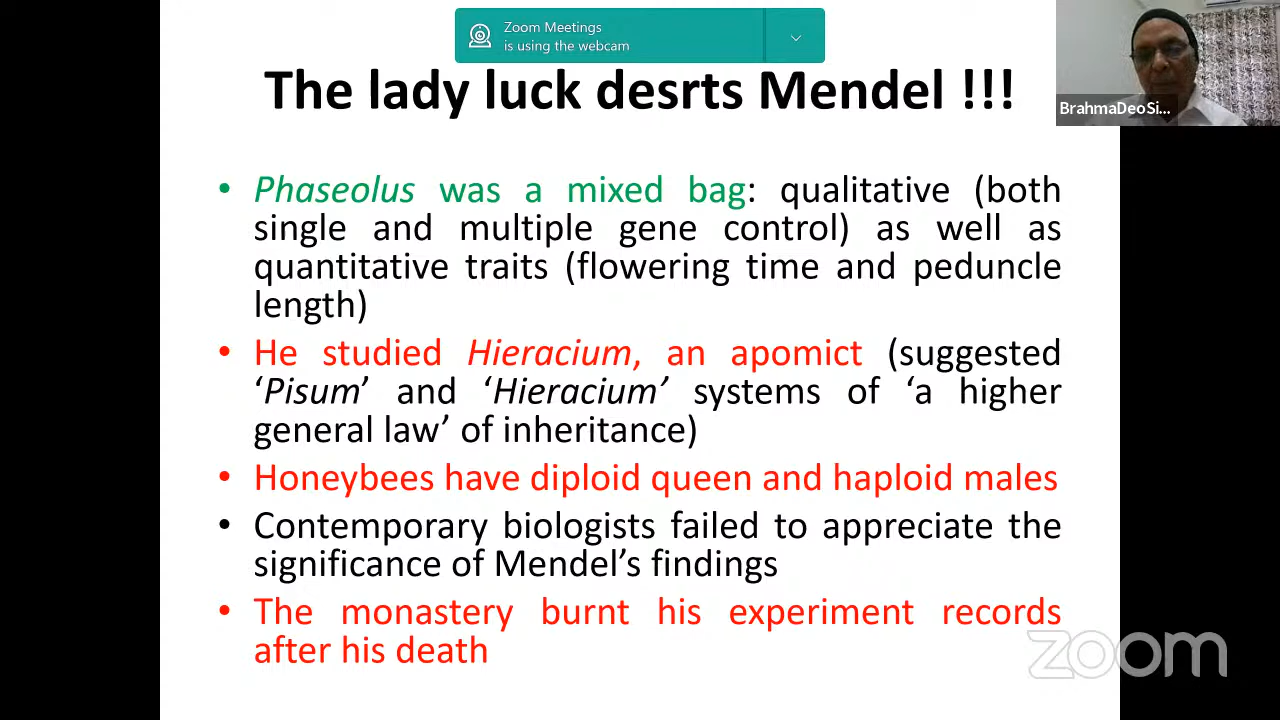 Zoom Meetings
is using the webcam
The lady luck desrts Mendel !!!
BrahmaDeoSi...
• Phaseolus was a mixed bag: qualitative (both
single and multiple gene control) as well as
quantitative traits (flowering time and peduncle
length)
• He studied Hieracium, an apomict (suggested
‘Pisum’ and ‘Hieracium’ systems of ‘a higher
general law’ of inheritance)
• Honeybees have diploid queen and haploid males
• Contemporary biologists failed to appreciate the
significance of Mendel’s findings
• The monastery burnt his experiment records
after his death
zoom